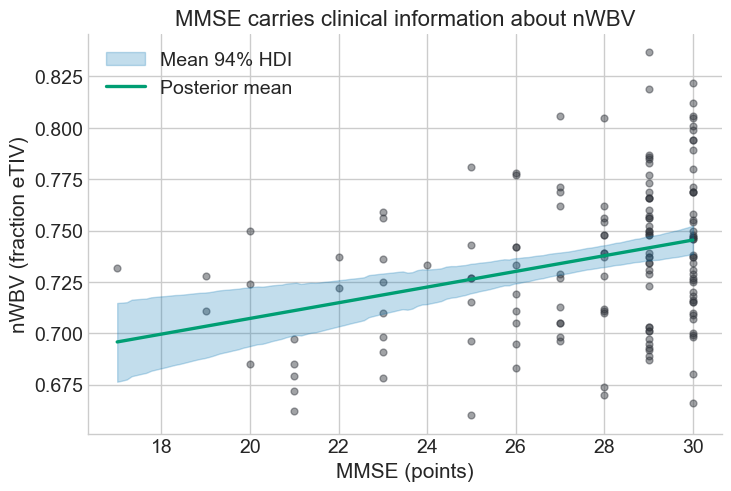 MMSE carries clinical information about nWBV
Mean 94% HDI
Posterior mean
nWBV (fraction eTIV)
0.825
0.800
0.775
0.750
0.725
0.700
0.675
18 20 22 24 26 28 30
MMSE (points)